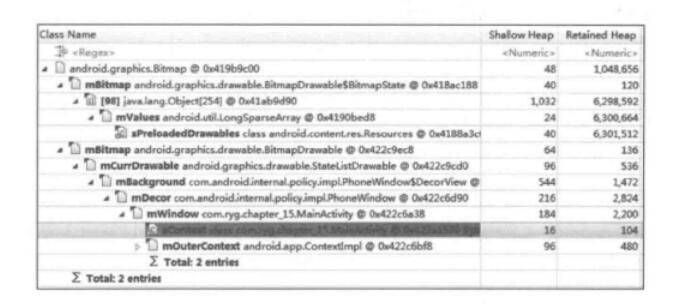 Class Name Shallow Heap Retained Heap
<Regex> <Numeric> <Numeric>
android.graphics.Bitmap @ 0x419b9c00 48 1,048,656
mBitmap android.graphics.drawable.BitmapDrawable$BitmapState @ 0x418ac188 40 120
[98] java.lang.Object[254] @ 0x41ab9d90 1,032 6,298,592
mValues android.util.LongSparseArray @ 0x4190bed8 24 6,300,664
sPreloadedDrawables class android.content.res.Resources @ 0x4188a3c 40 6,301,512
mBitmap android.graphics.drawable.BitmapDrawable @ 0x422c9ec8 64 136
mCurrDrawable android.graphics.drawable.StateListDrawable @ 0x422c9cd0 96 536
mBackground com.android.internal.policy.impl.PhoneWindow$DecorView @ 544 1,472
mDecor com.android.internal.policy.impl.PhoneWindow @ 0x422c6d90 216 2,824
mWindow com.ryg.chapter_15.MainActivity @ 0x422c6a38 184 2,200
sContext class com.ryg.chapter_15.MainActivity @ 16 104
mOuterContext android.app.ContextImpl @ 0x422c6bf8 96 480
Σ Total: 2 entries
Σ Total: 2 entries